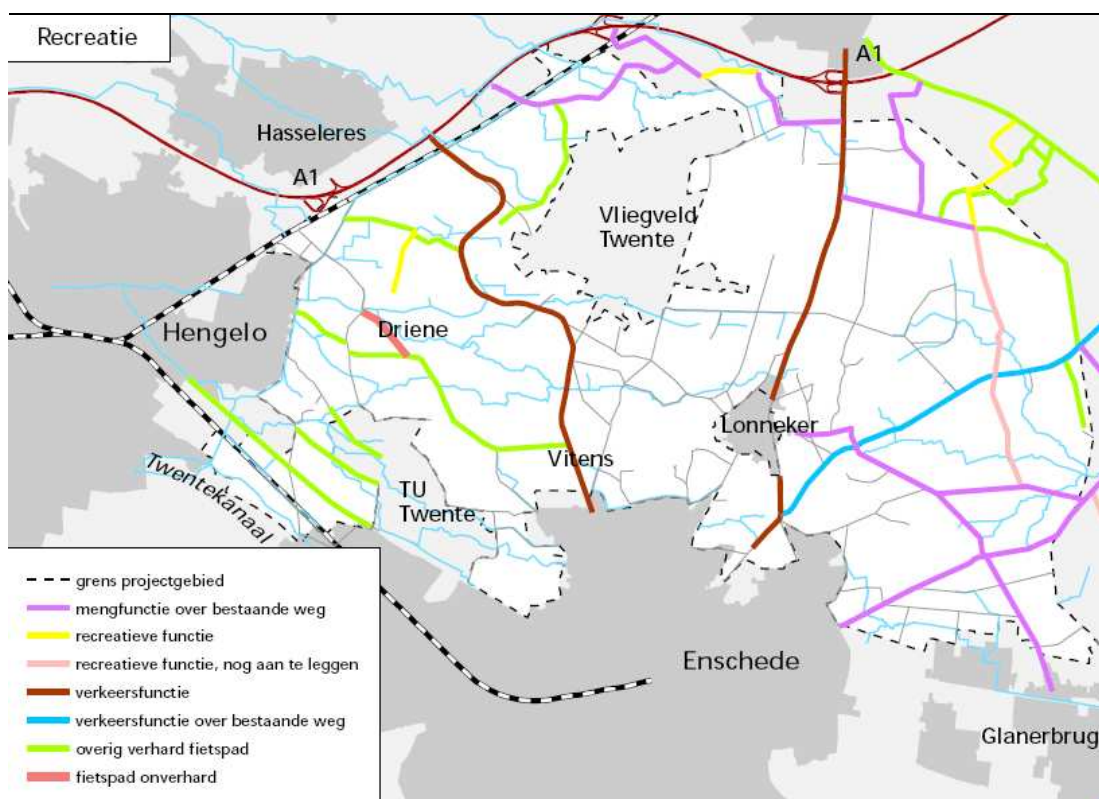 Recreatie
A1
Hasseleres
A1
Vliegveld
Twente
Hengelo
Driene
Lonneker
Vitens
TU
Twente
Twentekanaal
Enschede
Glanerbrug
grens projectgebied
mengfunctie over bestaande weg
recreatieve functie
recreatieve functie, nog aan te leggen
verkeersfunctie
verkeersfunctie over bestaande weg
overig verhard fietspad
fietspad onverhard